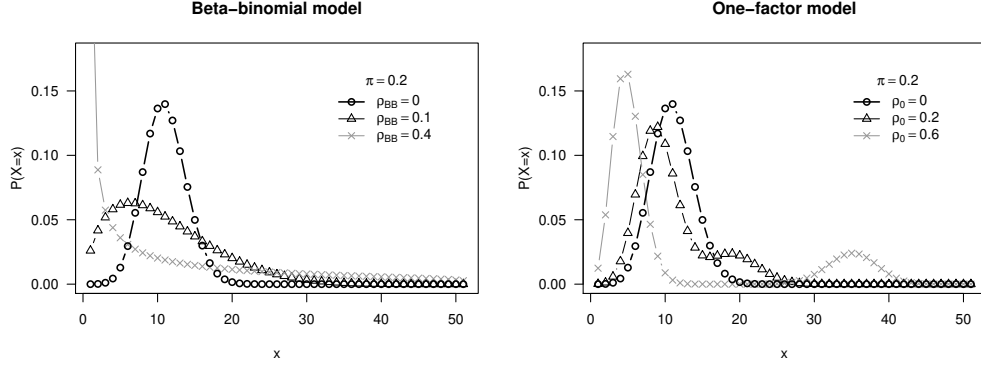 Beta−binomial model
π = 0.2
ρBB = 0
ρBB = 0.1
ρBB = 0.4
P(X=x)
0.15
0.10
0.05
0.00
0 10 20 30 40 50
x
One−factor model
π = 0.2
ρ0 = 0
ρ0 = 0.2
ρ0 = 0.6
P(X=x)
0.15
0.10
0.05
0.00
0 10 20 30 40 50
x